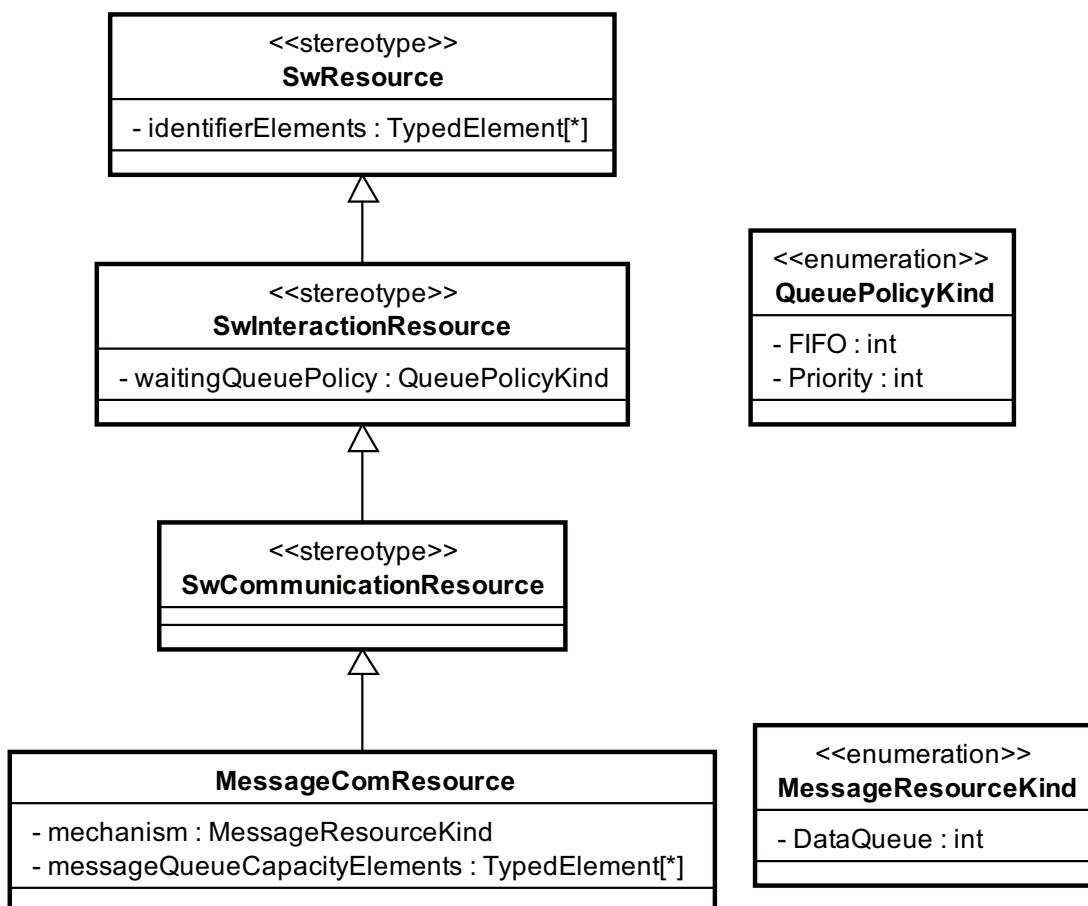 <<stereotype>>
SwResource
- identifierElements : TypedElement[*]
<<stereotype>>
SwInteractionResource
- waitingQueuePolicy : QueuePolicyKind
<<enumeration>>
QueuePolicyKind
- FIFO : int
- Priority : int
<<stereotype>>
SwCommunicationResource
MessageComResource
- mechanism : MessageResourceKind
- messageQueueCapacityElements : TypedElement[*]
<<enumeration>>
MessageResourceKind
- DataQueue : int